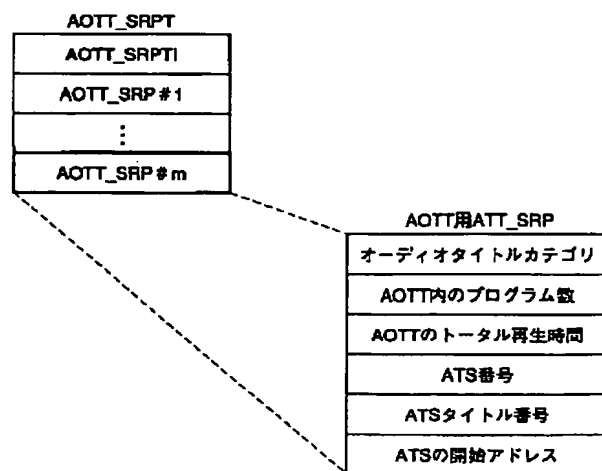 AOTT_SRPT
AOTT_SRPTI
AOTT_SRP#1
⋮
AOTT_SRP#m
AOTT用ATT_SRP
オーディオタイトルカテゴリ
AOTT内のプログラム数
AOTTのトータル再生時間
ATS番号
ATSタイトル番号
ATSの開始アドレス